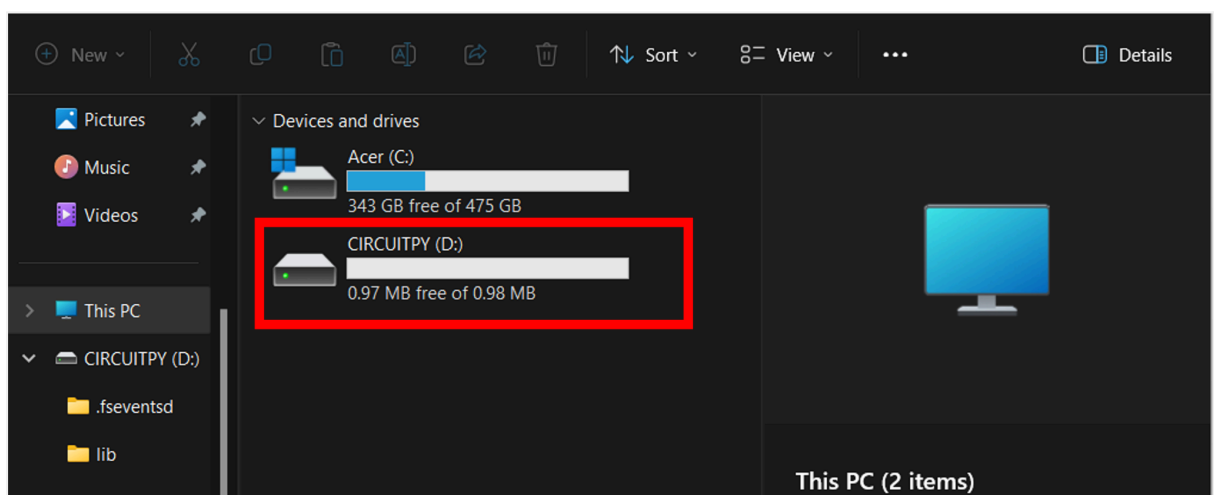 New
Sort
View
Details
Pictures
Music
Videos
This PC
CIRCUITPY (D:)
.fseventsd
lib
Devices and drives
Acer (C:)
343 GB free of 475 GB
CIRCUITPY (D:)
0.97 MB free of 0.98 MB
This PC (2 items)